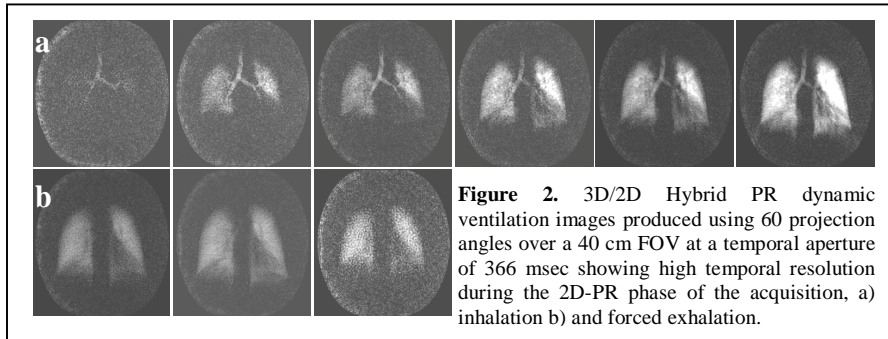 a
b
Figure 2. 3D/2D Hybrid PR dynamic
ventilation images produced using 60 projection
angles over a 40 cm FOV at a temporal aperture
of 366 msec showing high temporal resolution
during the 2D-PR phase of the acquisition, a)
inhalation b) and forced exhalation.